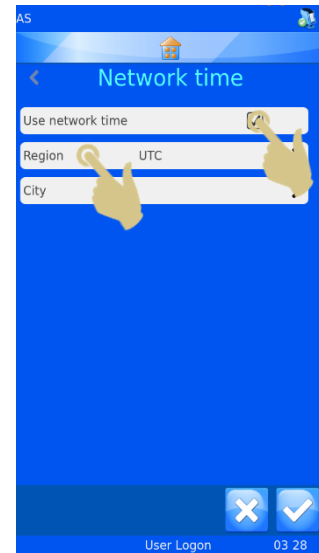 AS
Network time
Use network time
Region UTC
City
User Logon 03 28